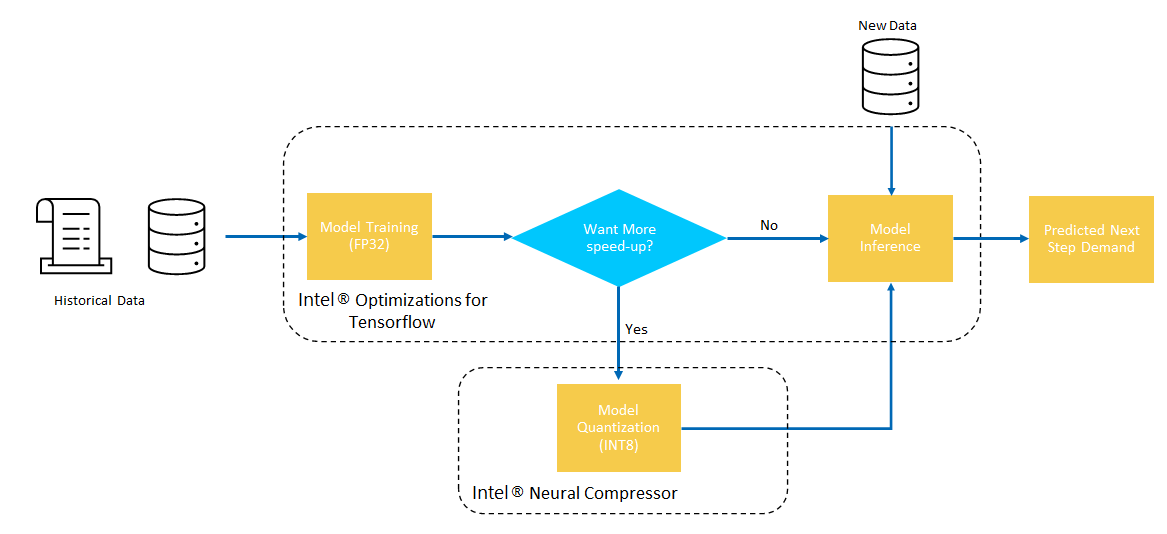 New Data
Model Training
(FP32)
Want More
speed-up?
No
Model
Inference
Predicted Next
Step Demand
Historical Data
Intel® Optimizations for
Tensorflow
Yes
Model
Quantization
(INT8)
Intel® Neural Compressor